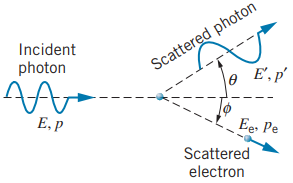 Scattered photon
Incident
photon
θ
E′, p′
E, p
ϕ
Ee, Pe
Scattered
electron